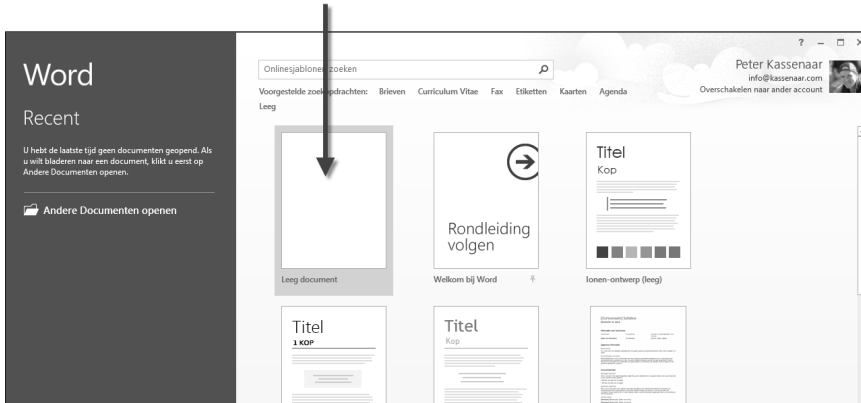 Word
Recent
U hebt de laatste tijd geen documenten geopend. Als
u wilt bladeren naar een document, klikt u eerst op
Andere Documenten openen.
Andere Documenten openen
Onlinesjablonen zoeken
Voorgestelde zoekopdrachten: Brieven Curriculum Vitae Fax Etiketten Kaarten Agenda
Leeg
Peter Kassenaar
info@kassenaar.com
Overschakelen naar ander account
Leeg document
Rondleiding
volgen
Welkom bij Word
Titel
Kop
Ionen-ontwerp (leeg)
Titel
1 KOP
Titel
Kop